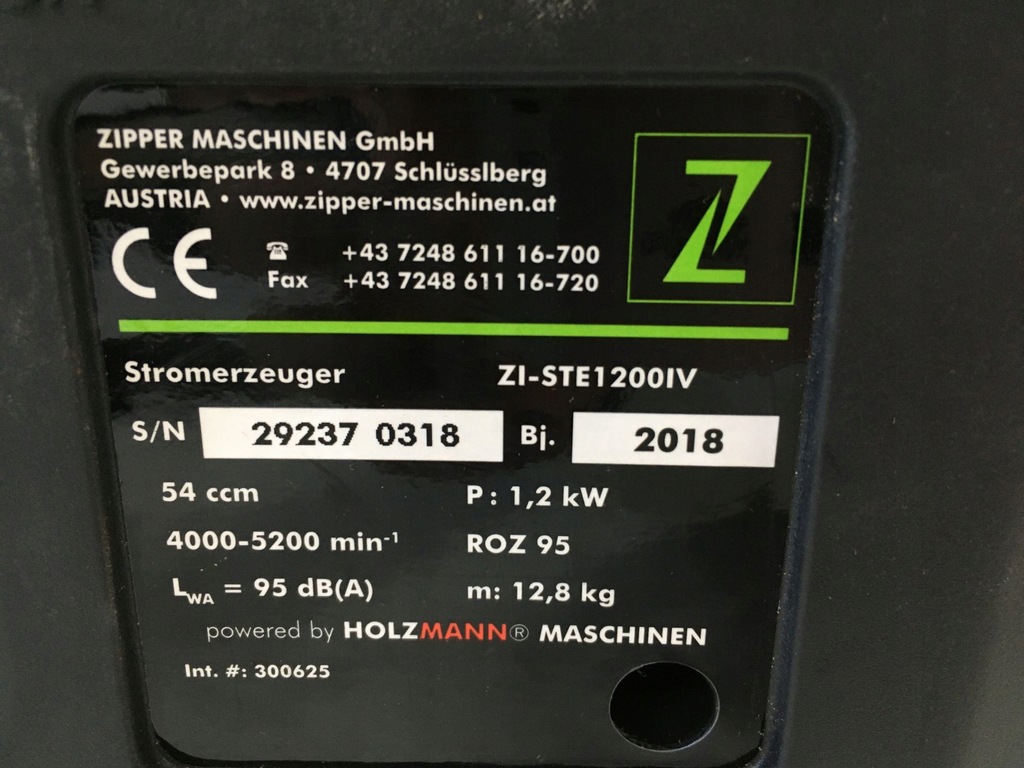 ZIPPER MASCHINEN GmbH
Gewerbepark 8 • 4707 Schlüsslberg
AUSTRIA • www.zipper-maschinen.at
Z
CE
☎ +43 7248 611 16-700
Fax +43 7248 611 16-720
Stromerzeuger ZI-STE1200IV
S/N 29237 0318 Bj. 2018
54 ccm P: 1,2 kW
4000-5200 min⁻¹ ROZ 95
LWA = 95 dB(A) m: 12,8 kg
powered by HOLZMANN® MASCHINEN
Int. #: 300625